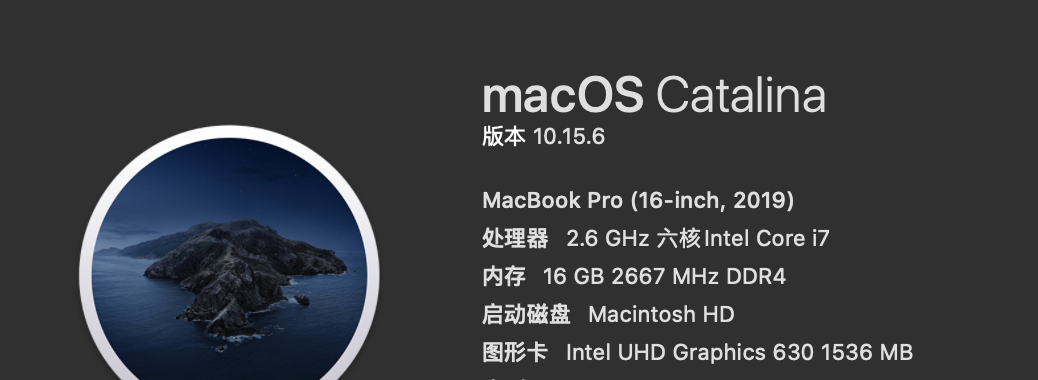 macOS Catalina
版本 10.15.6
MacBook Pro (16-inch, 2019)
处理器 2.6 GHz 六核Intel Core i7
内存 16 GB 2667 MHz DDR4
启动磁盘 Macintosh HD
图形卡 Intel UHD Graphics 630 1536 MB